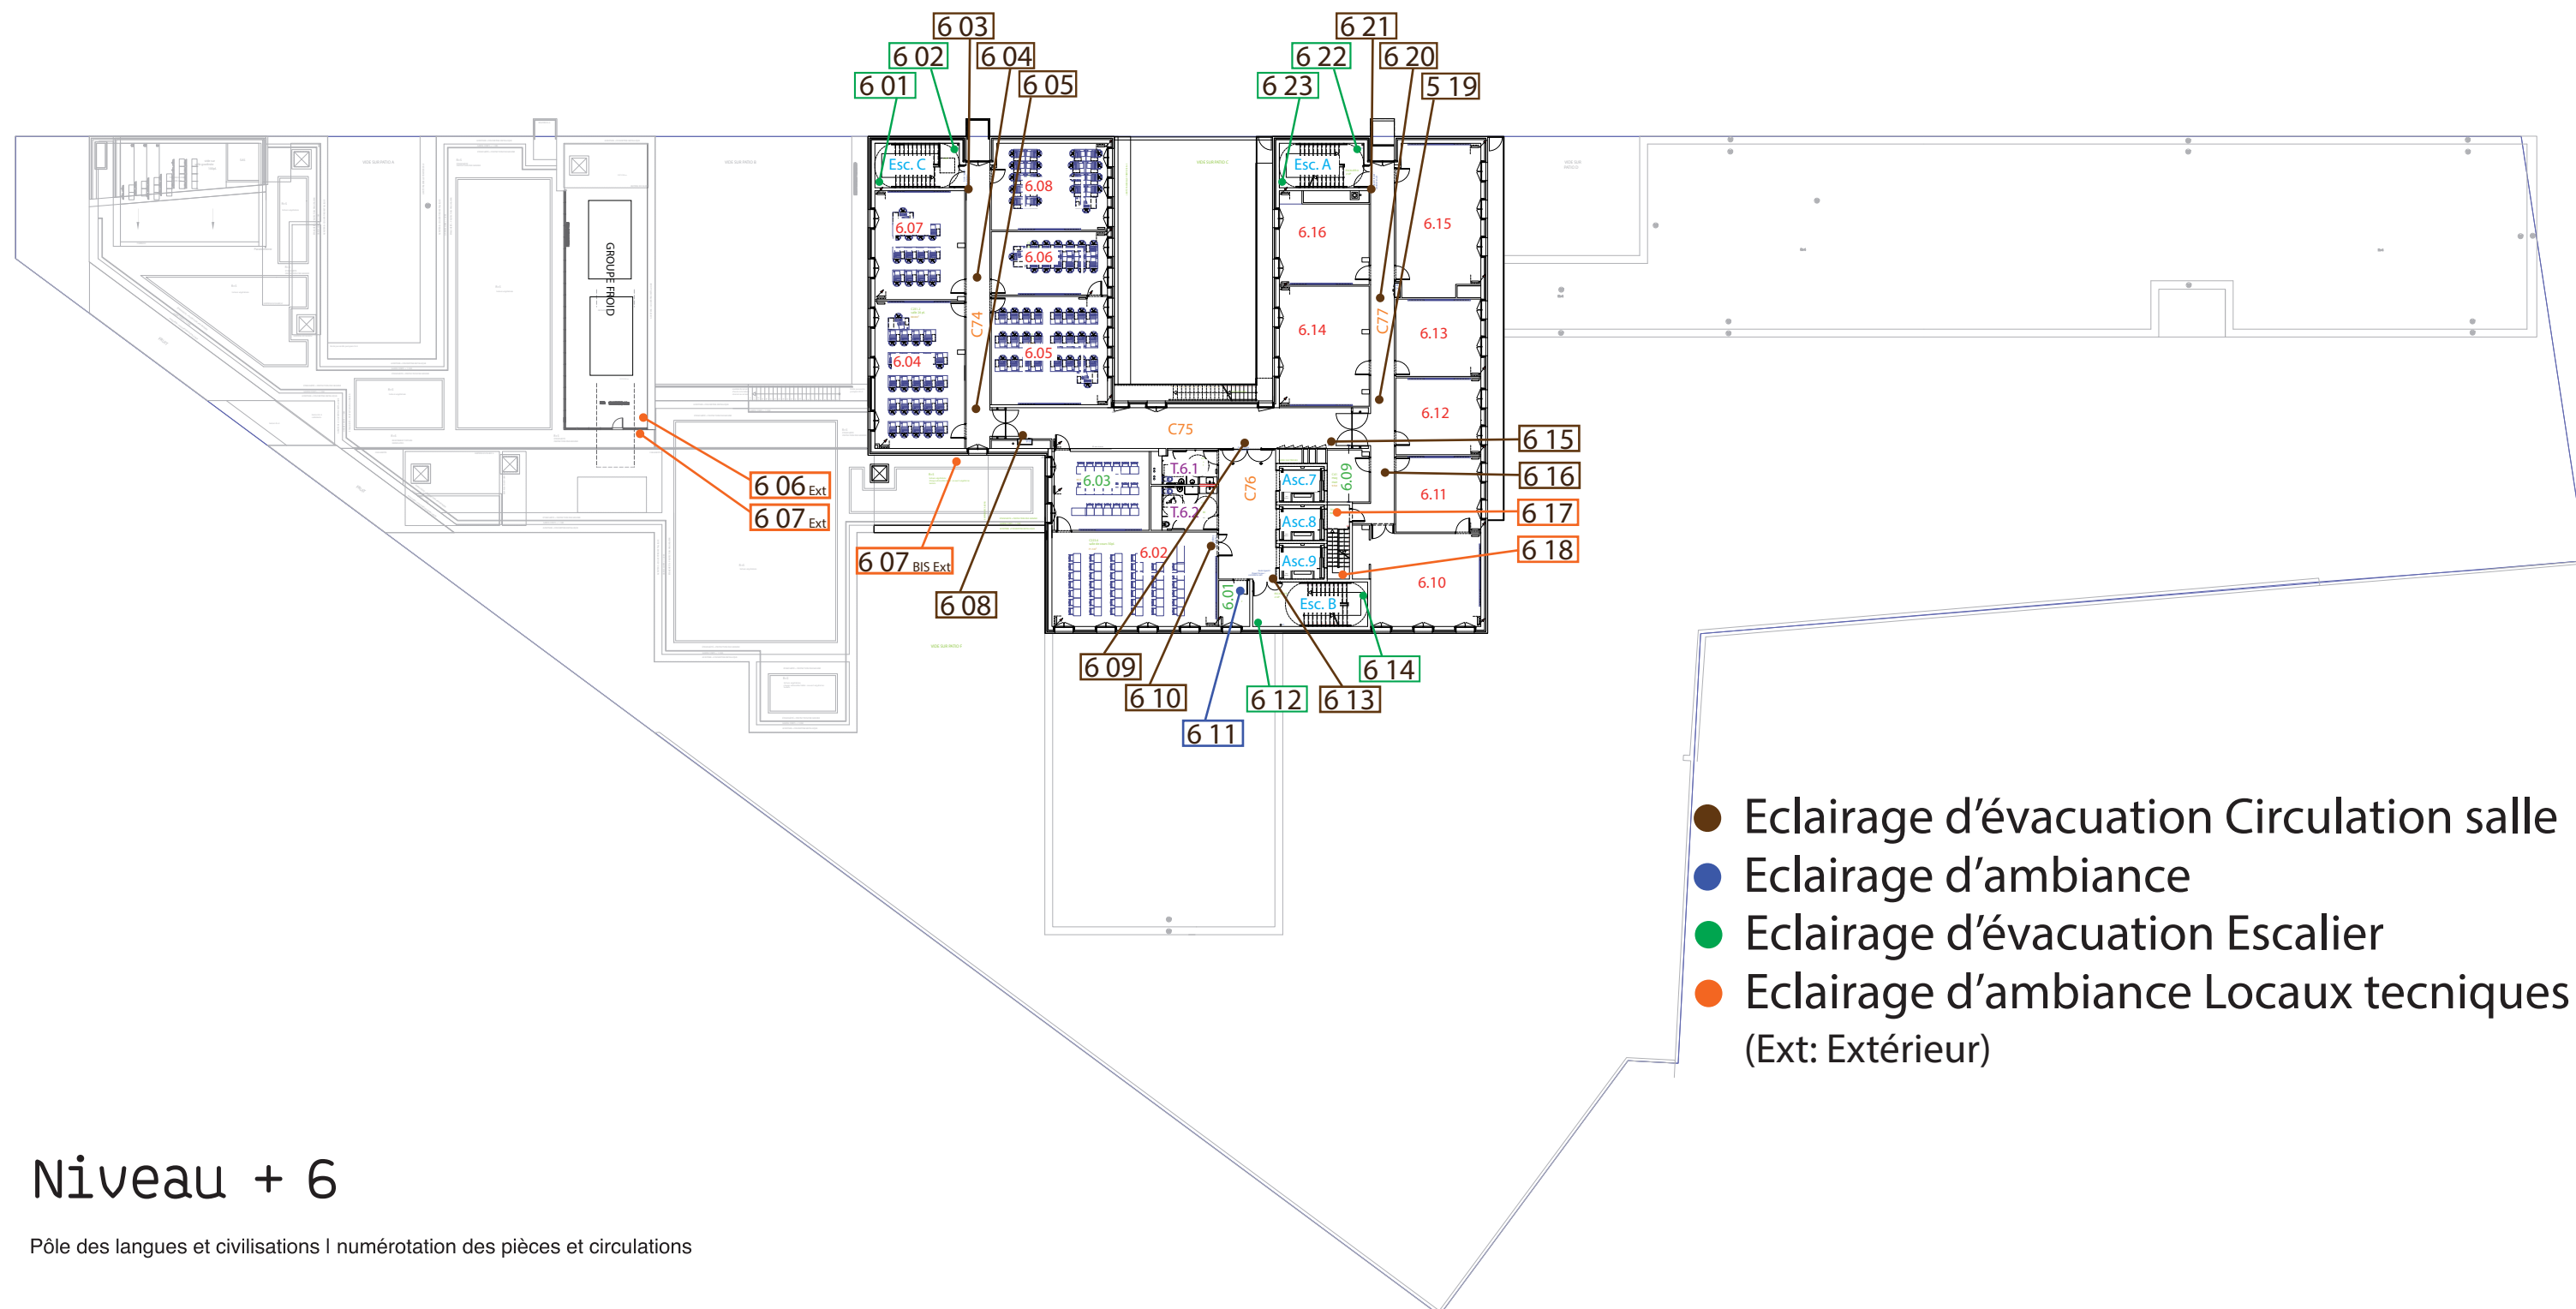 6 03
6 21
6 02
6 04
6 22
6 20
6 01
6 05
6 23
5 19
Esc. C
Esc. A
6.08
6.07
6.16
6.15
6.06
GROUPE FROID
C74
C77
6.14
6.13
6.05
6.04
6.12
C75
6 15
T.6.1
6.03
C76
Asc.7
6.09
6 16
6 06 Ext
6.11
6 07 Ext
T.6.2
Asc.8
6 17
6 07 BIS Ext
6.02
Asc.9
6 18
6.10
6 08
6.01
Esc. B
6 09
6 14
6 10
6 12
6 13
6 11
Eclairage d'évacuation Circulation salle
Eclairage d'ambiance
Eclairage d'évacuation Escalier
Eclairage d'ambiance Locaux tecniques
(Ext: Extérieur)
Niveau + 6
Pôle des langues et civilisations I numérotation des pièces et circulations